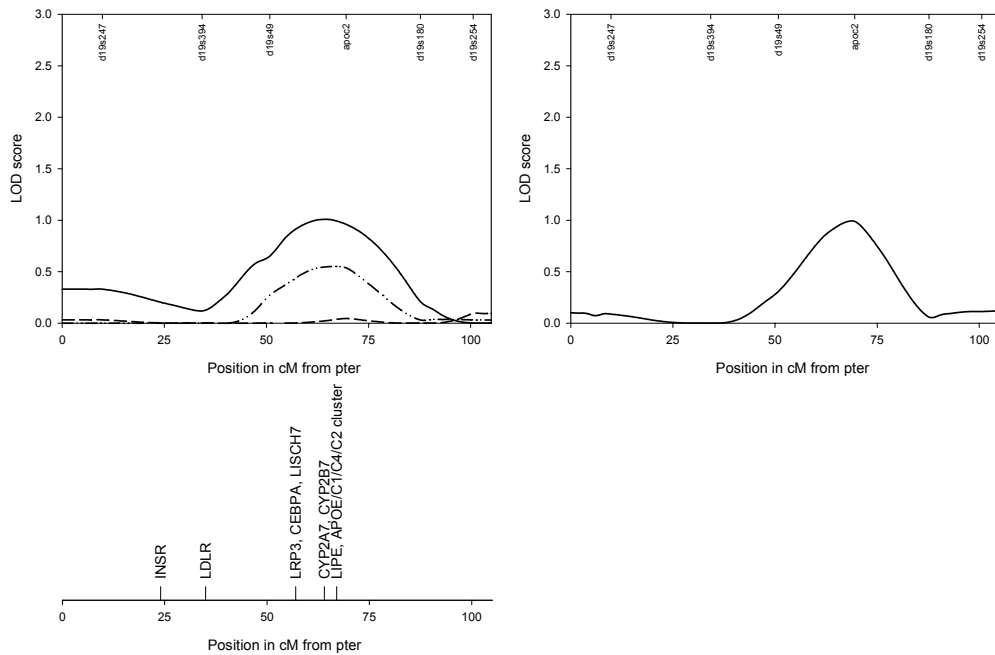 3.0
2.5
2.0
1.5
1.0
0.5
0.0
LOD score
d19s247
d19s394
d19s49
apoc2
d19s180
d19s254
0
25
50
75
100
Position in cM from pter
3.0
2.5
2.0
1.5
1.0
0.5
0.0
LOD score
d19s247
d19s394
d19s49
apoc2
d19s180
d19s254
0
25
50
75
100
Position in cM from pter
INSR
LDLR
LRP3, CEBPA, LISCH7
CYP2A7, CYP2B7
LIPE, APOE/C1/C4/C2 cluster
0
25
50
75
100
Position in cM from pter